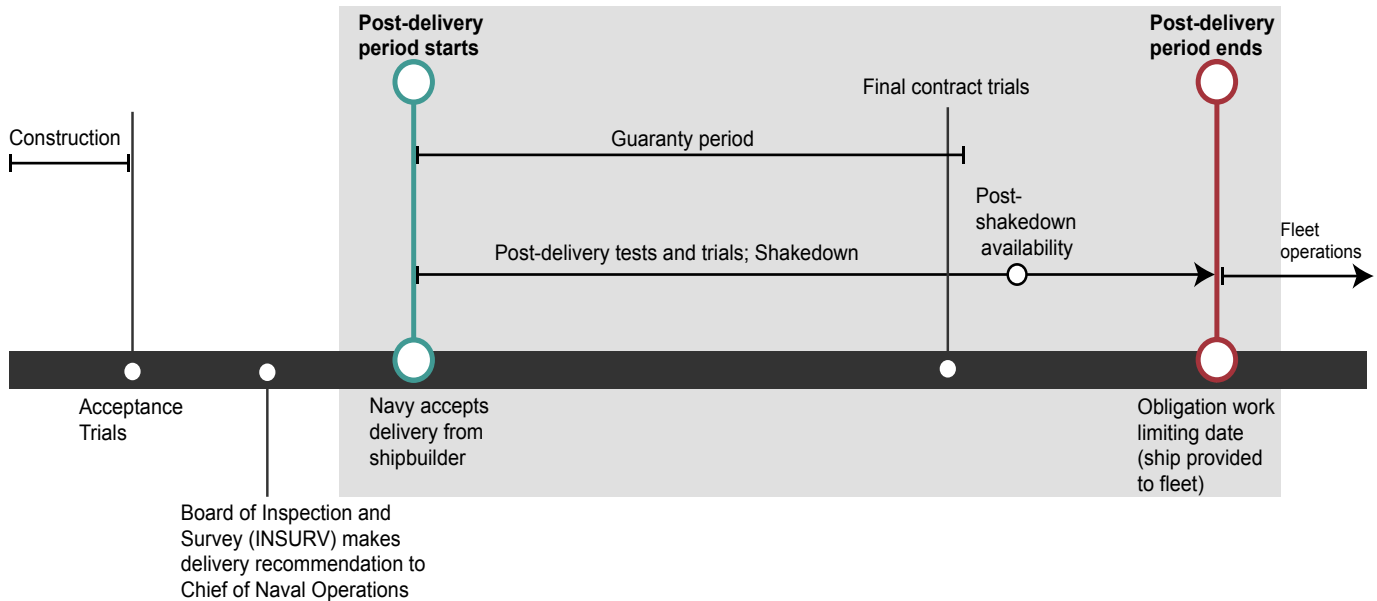 Post-delivery
period starts
Post-delivery
period ends
Final contract trials
Construction
Guaranty period
Post-
shakedown
availability
Post-delivery tests and trials; Shakedown
Fleet
operations
Acceptance
Trials
Navy accepts
delivery from
shipbuilder
Obligation work
limiting date
(ship provided
to fleet)
Board of Inspection and
Survey (INSURV) makes
delivery recommendation to
Chief of Naval Operations